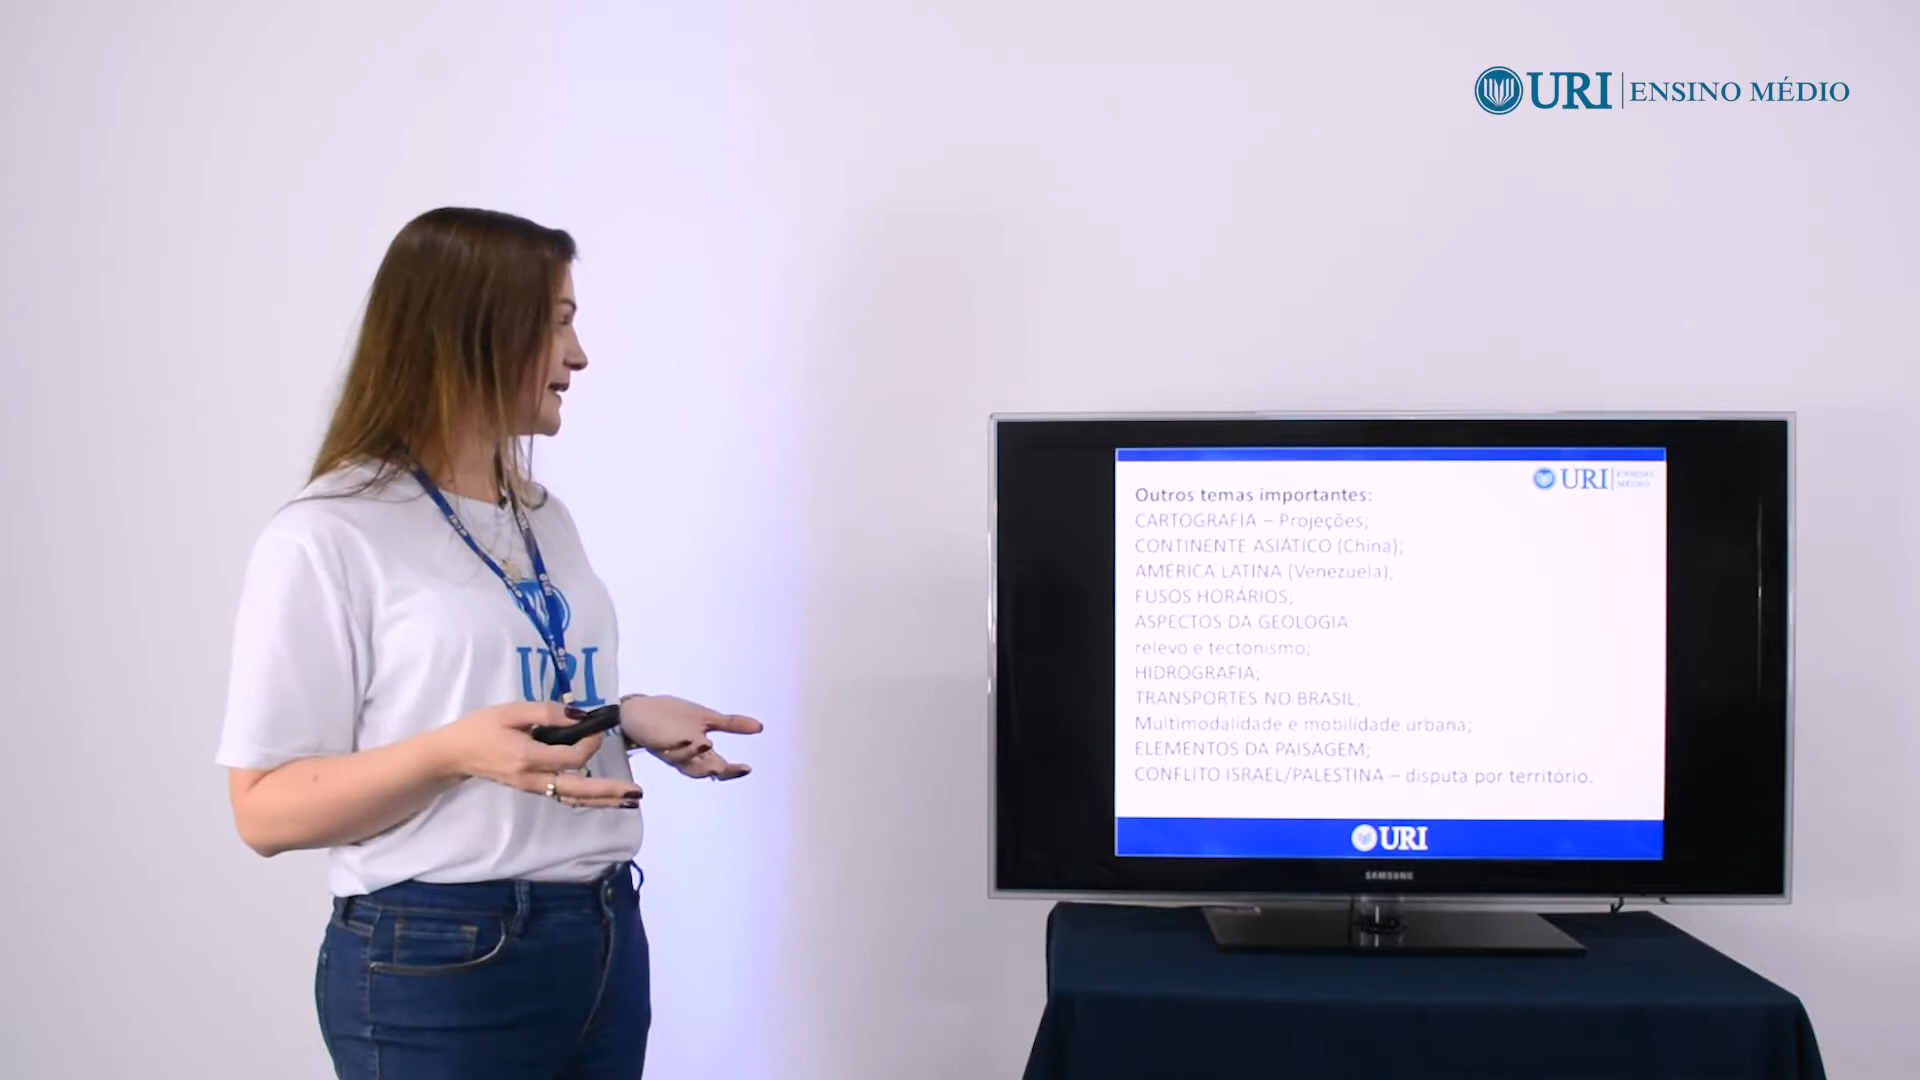 URI ENSINO MÉDIO
URI
URI ENSINO MÉDIO
Outros temas importantes:
CARTOGRAFIA – Projeções;
CONTINENTE ASIÁTICO (China);
AMÉRICA LATINA (Venezuela);
FUSOS HORÁRIOS;
ASPECTOS DA GEOLOGIA
relevo e tectonismo;
HIDROGRAFIA;
TRANSPORTES NO BRASIL;
Multimodalidade e mobilidade urbana;
ELEMENTOS DA PAISAGEM;
CONFLITO ISRAEL/PALESTINA – disputa por território.
URI
SAMSUNG